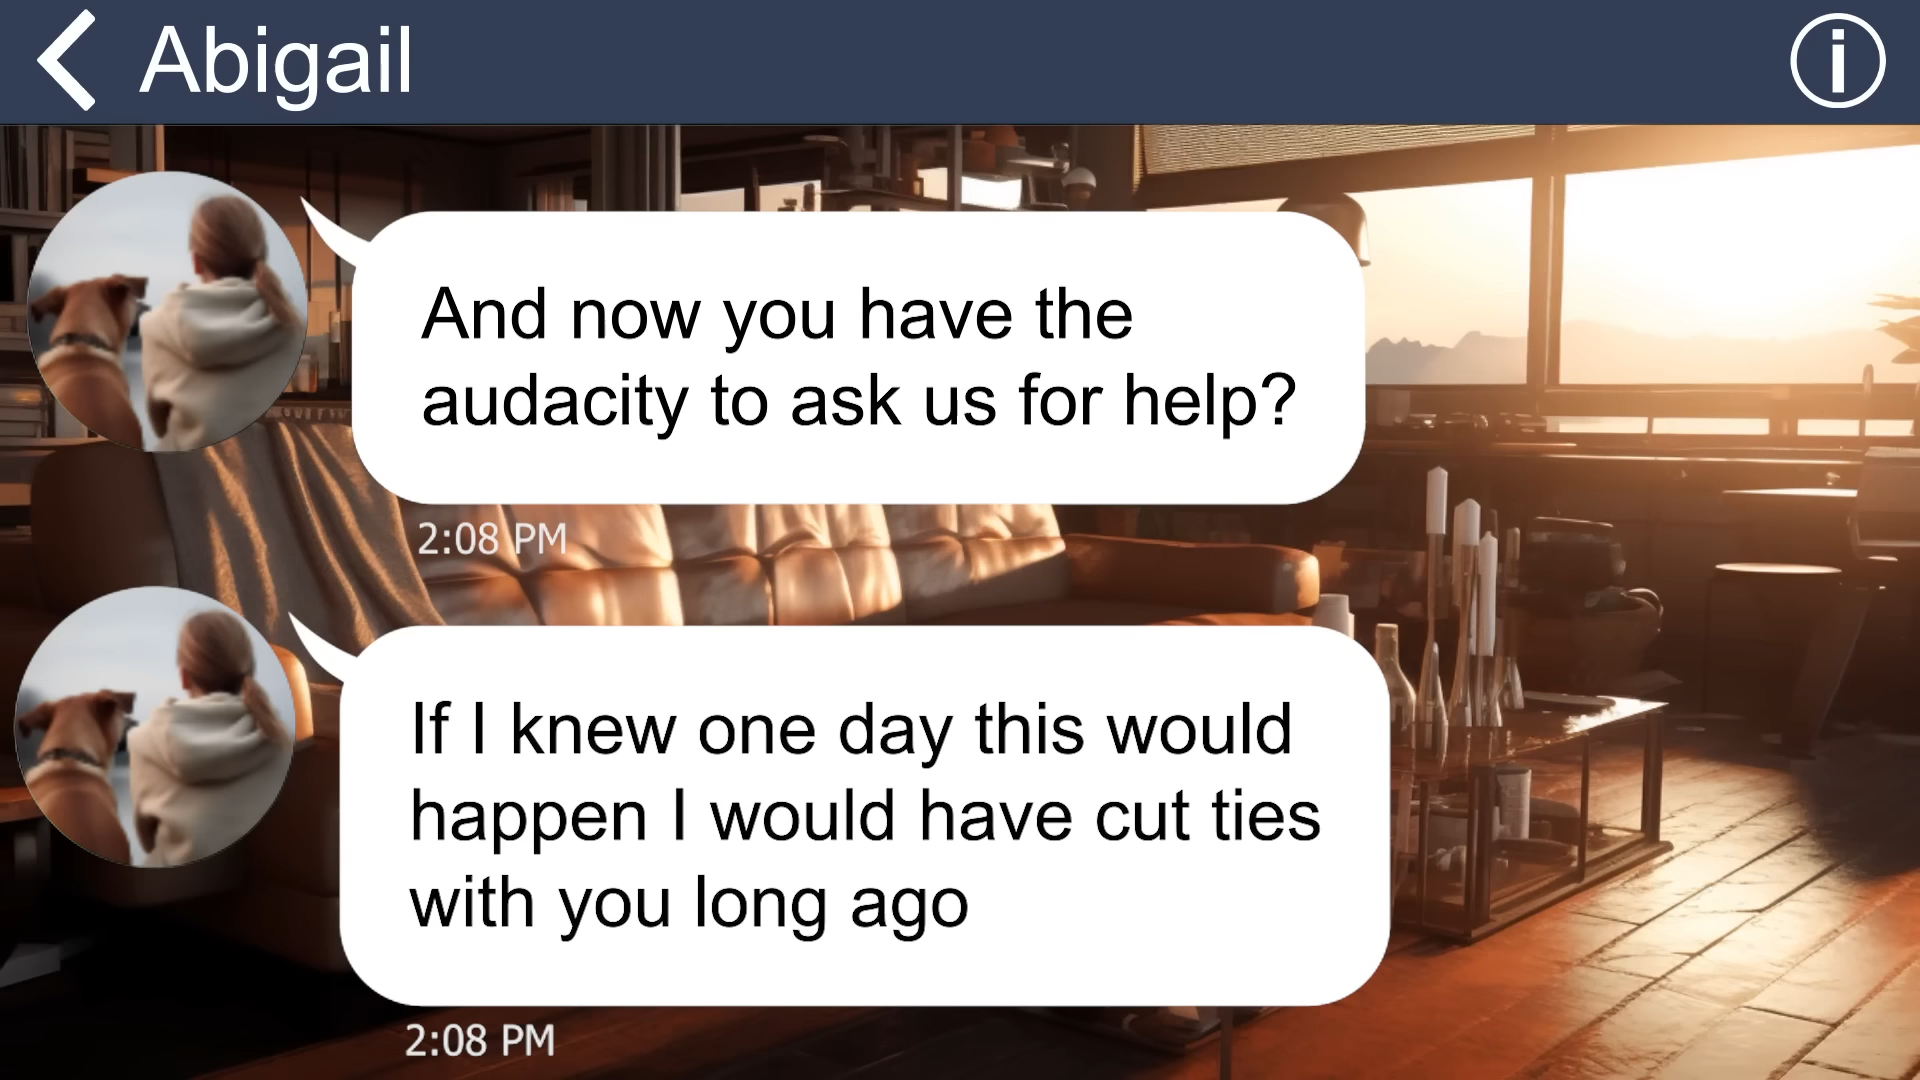 Abigail
And now you have the
audacity to ask us for help?
2:08 PM
If I knew one day this would
happen I would have cut ties
with you long ago
2:08 PM